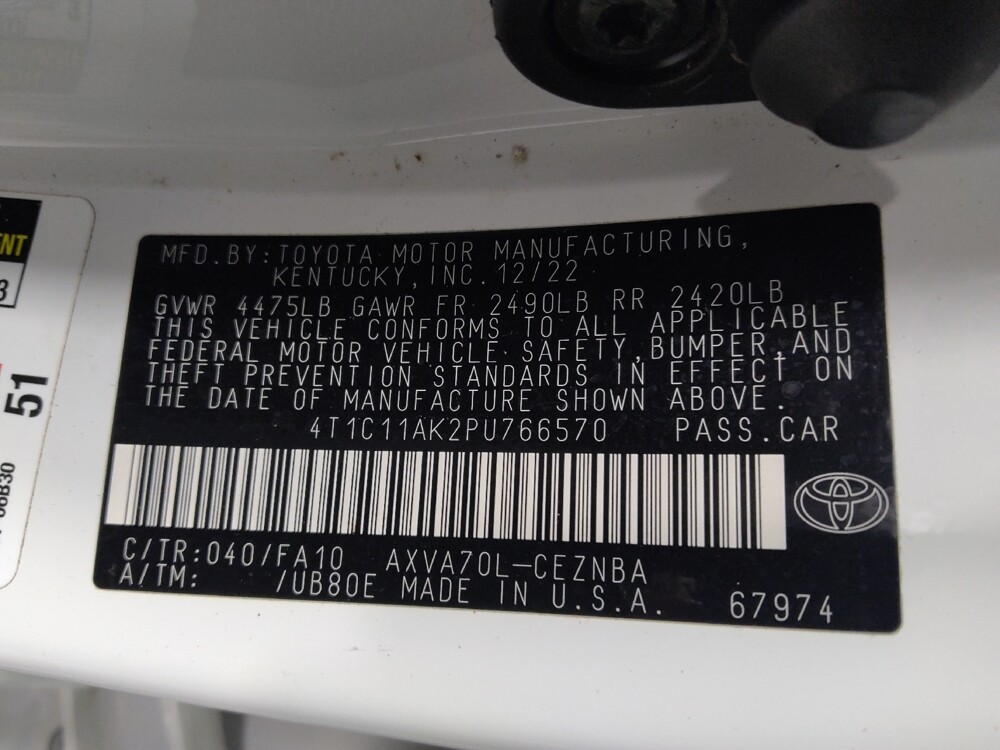 MFD.BY:TOYOTA MOTOR MANUFACTURING,
KENTUCKY,INC.12/22
GVWR 4475LB GAWR FR 2490LB RR 2420LB
THIS VEHICLE CONFORMS TO ALL APPLICABLE
FEDERAL MOTOR VEHICLE SAFETY,BUMPER,AND
THEFT PREVENTION STANDARDS IN EFFECT ON
THE DATE OF MANUFACTURE SHOWN ABOVE.
4T1C11AK2PU766570 PASS.CAR
C/TR:040/FA10 AXVA70L-CEZNBA
A/TM: /UB80E MADE IN U.S.A.
67974
51